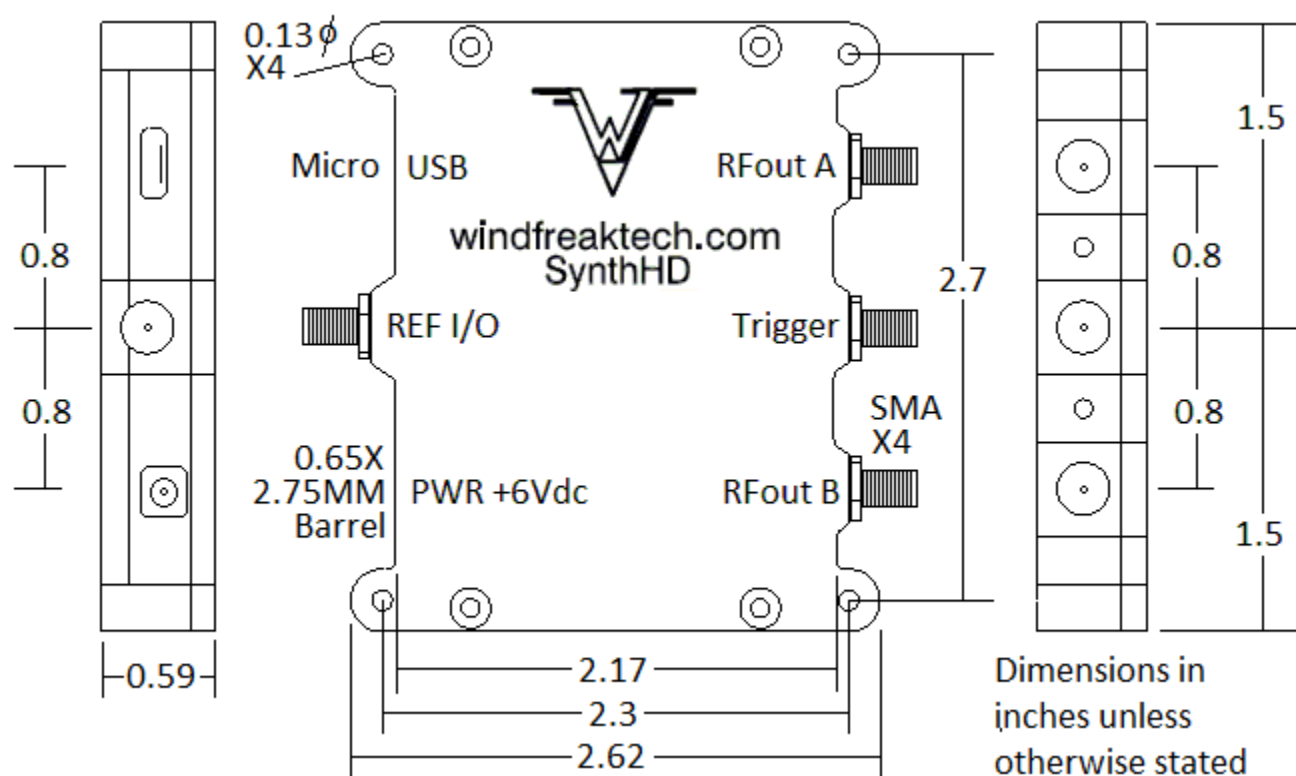 0.13ϕ
X4
1.5
Micro USB
RFout A
0.8
windfreaktech.com
SynthHD
0.8
2.7
REF I/O
Trigger
0.8
SMA
X4
0.8
0.65X
2.75MM
Barrel
PWR +6Vdc
RFout B
1.5
0.59
2.17
2.3
2.62
Dimensions in
inches unless
otherwise stated